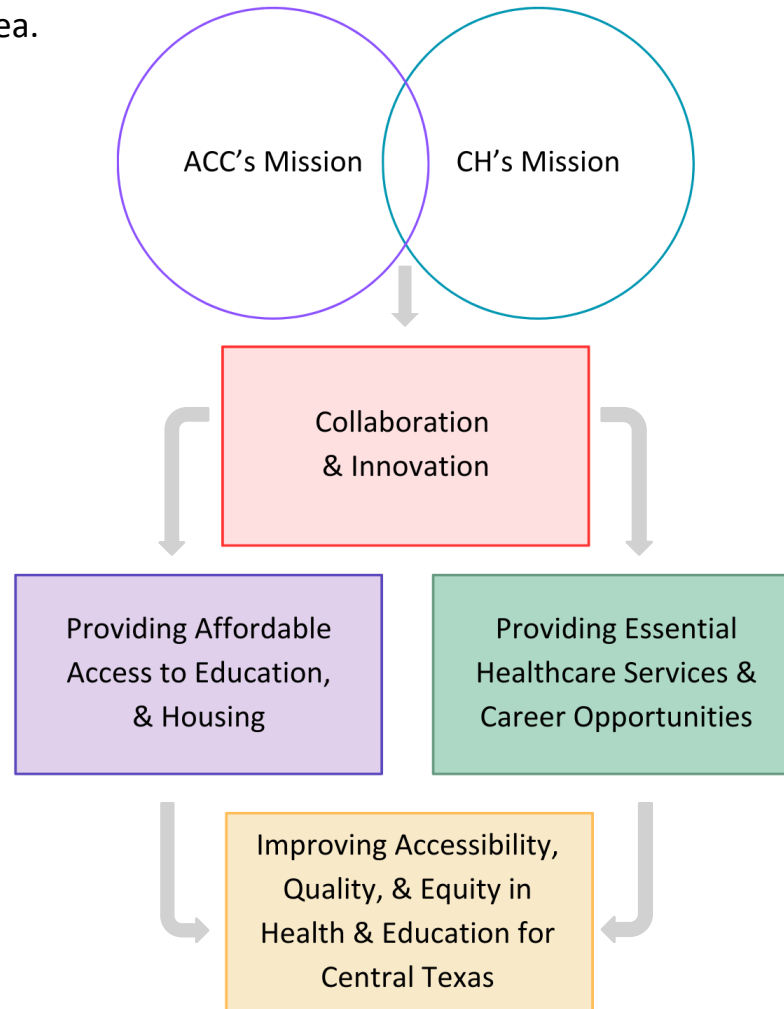 ea.
ACC’s Mission
CH’s Mission
Collaboration
& Innovation
Providing Affordable
Access to Education,
& Housing
Providing Essential
Healthcare Services &
Career Opportunities
Improving Accessibility,
Quality, & Equity in
Health & Education for
Central Texas